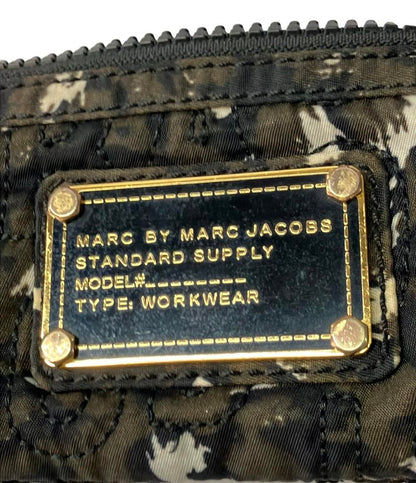 MARC BY MARC JACOBS
STANDARD SUPPLY
MODEL#_________
TYPE: WORKWEAR